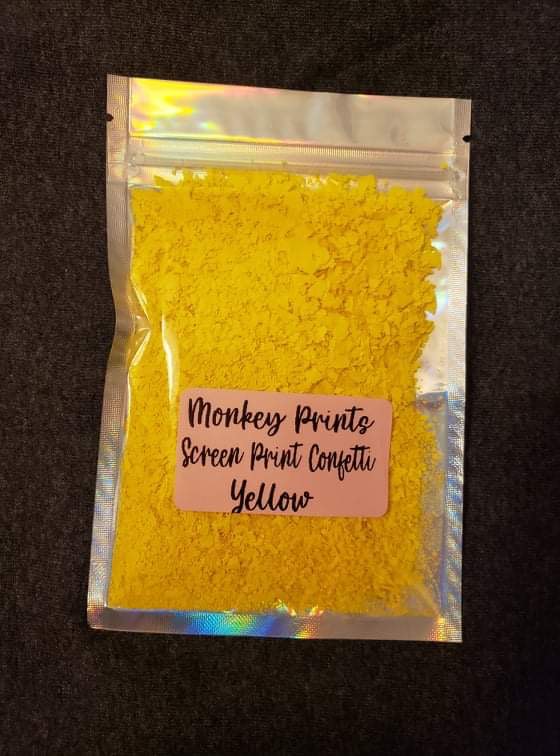 Monkey Prints
Screen Print Confetti
Yellow